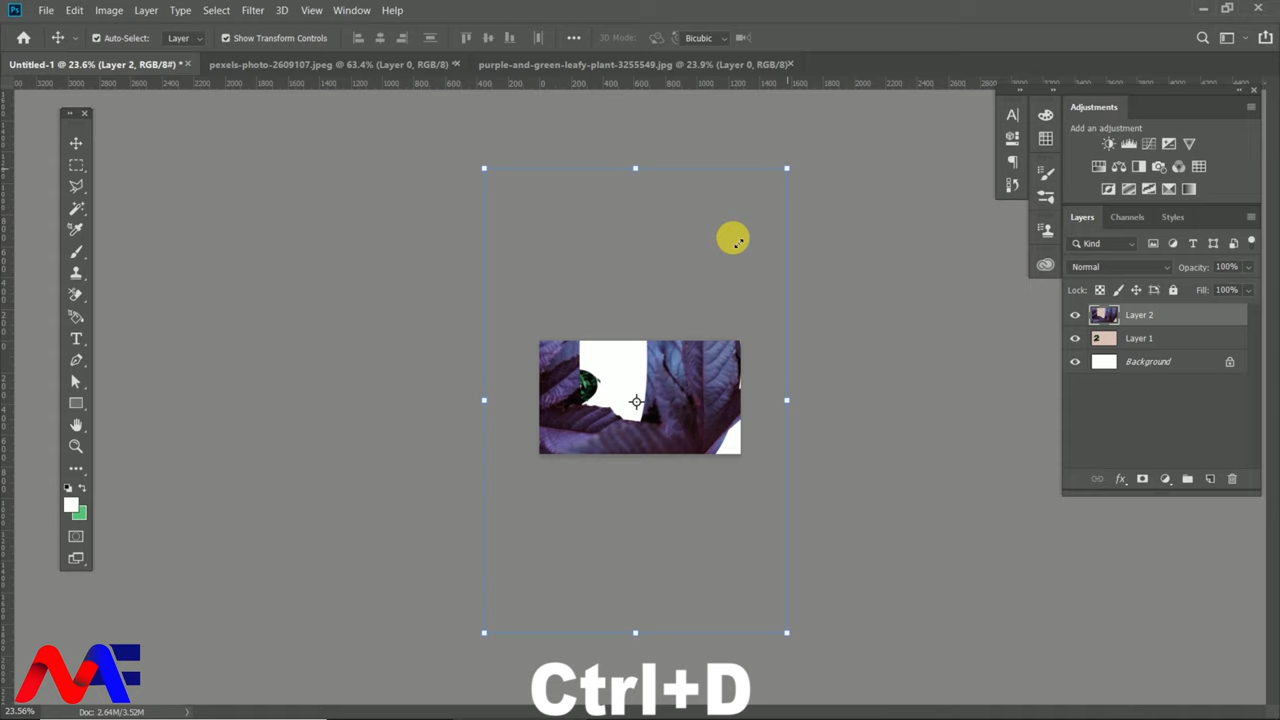 Ps File Edit Image Layer Type Select Filter 3D View Window Help
Auto-Select: Layer Show Transform Controls 3D Mode: Bicubic
Untitled-1 @ 23.6% (Layer 2, RGB/8#) * pexels-photo-2609107.jpeg @ 63.4% (Layer 0, RGB/8) * purple-and-green-leafy-plant-3255549.jpg @ 23.9% (Layer 0, RGB/8)
Adjustments
Add an adjustment
Layers Channels Styles
Kind
Normal Opacity: 100%
Lock: Fill: 100%
Layer 2
Layer 1
Background
Ctrl+D
23.56% Doc: 2.64M/3.52M